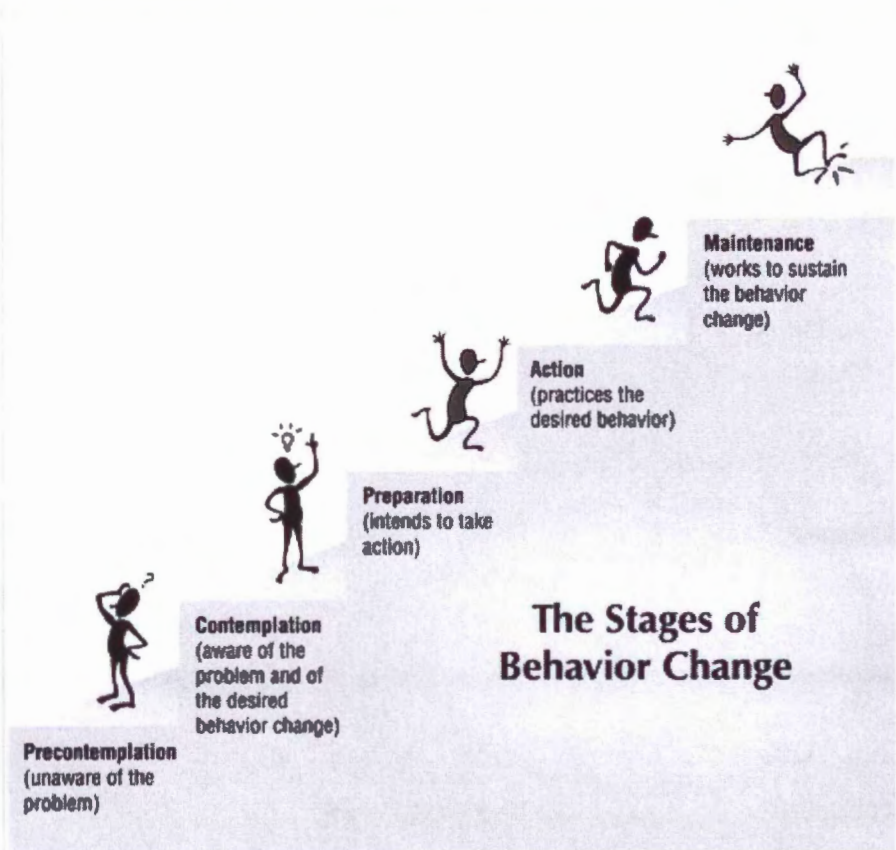 Maintenance
(works to sustain
the behavior
change)
Action
(practices the
desired behavior)
Preparation
(intends to take
action)
Contemplation
(aware of the
problem and of
the desired
behavior change)
Precontemplation
(unaware of the
problem)
The Stages of
Behavior Change
?